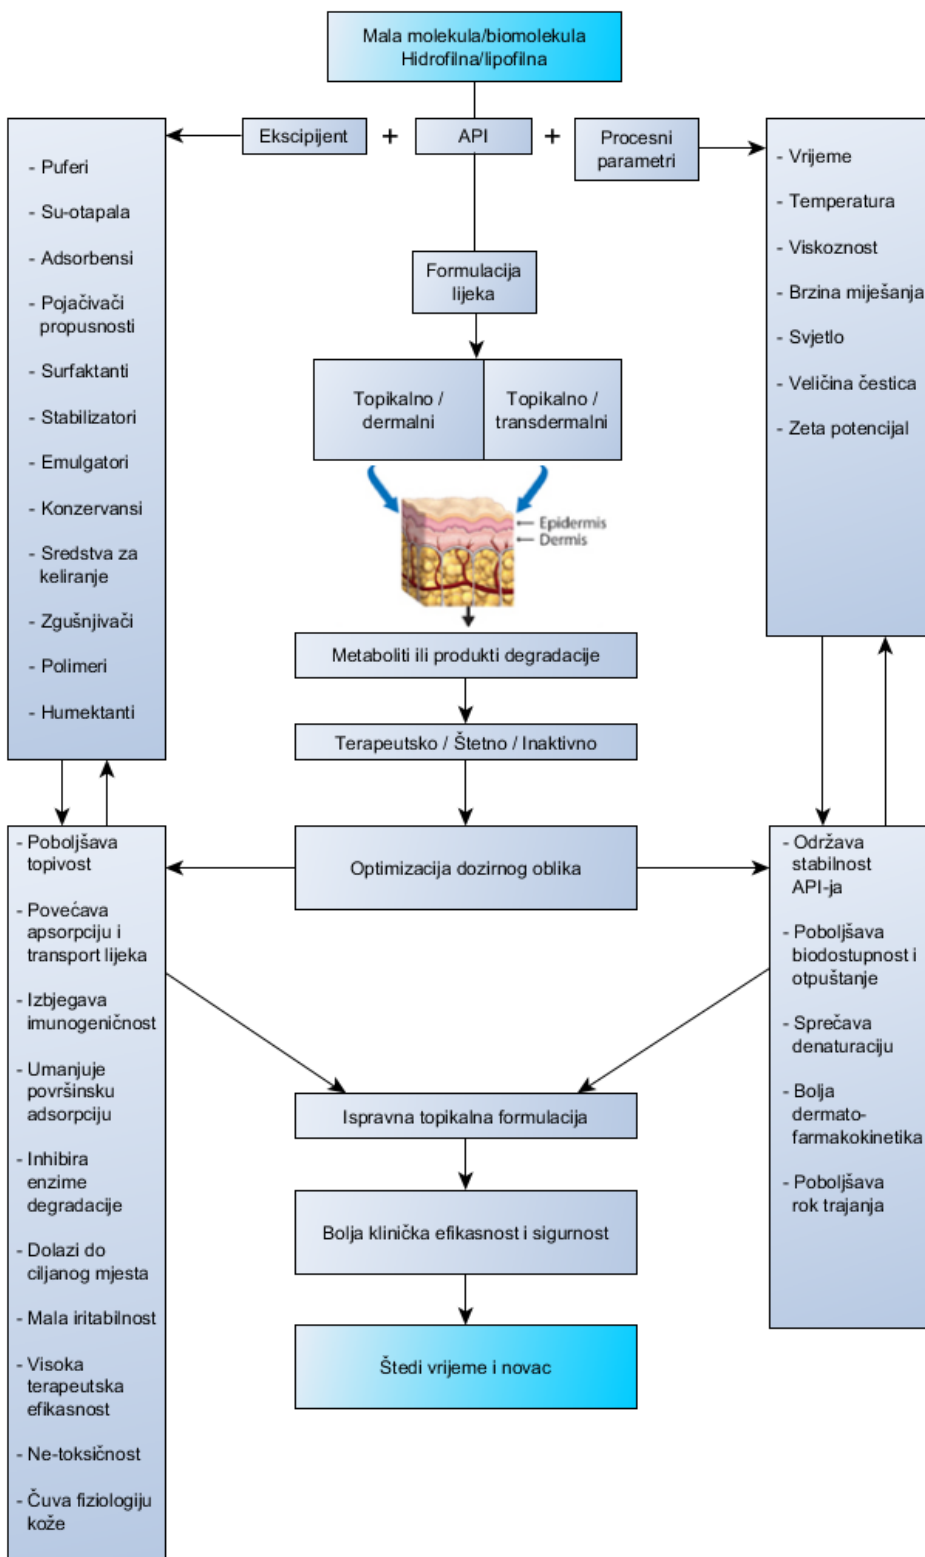 Mala molekula/biomolekula
Hidrofilna/lipofilna
Ekscipijent
+
API
+
Procesni
parametri
- Puferi
- Su-otapala
- Adsorbensi
- Pojačivači
propusnosti
- Surfaktanti
- Stabilizatori
- Emulgatori
- Konzervansi
- Sredstva za
keliranje
- Zgušnjivači
- Polimeri
- Humektanti
- Vrijeme
- Temperatura
- Viskoznost
- Brzina miješanja
- Svjetlo
- Veličina čestica
- Zeta potencijal
Formulacija
lijeka
Topikalno /
dermalni
Topikalno /
transdermalni
Epidermis
Dermis
Metaboliti ili produkti degradacije
Terapeutsko / Štetno / Inaktivno
Optimizacija dozirnog oblika
- Poboljšava
topivost
- Povećava
apsorpciju i
transport lijeka
- Izbjegava
imunogeničnost
- Umanjuje
površinsku
adsorpciju
- Inhibira
enzime
degradacije
- Dolazi do
ciljanog mjesta
- Mala iritabilnost
- Visoka
terapeutska
efikasnost
- Ne-toksičnost
- Čuva fiziologiju
kože
- Održava
stabilnost
API-ja
- Poboljšava
biodostupnost i
otpuštanje
- Sprečava
denaturaciju
- Bolja
dermato-
farmakokinetika
- Poboljšava
rok trajanja
Ispravna topikalna formulacija
Bolja klinička efikasnost i sigurnost
Štedi vrijeme i novac